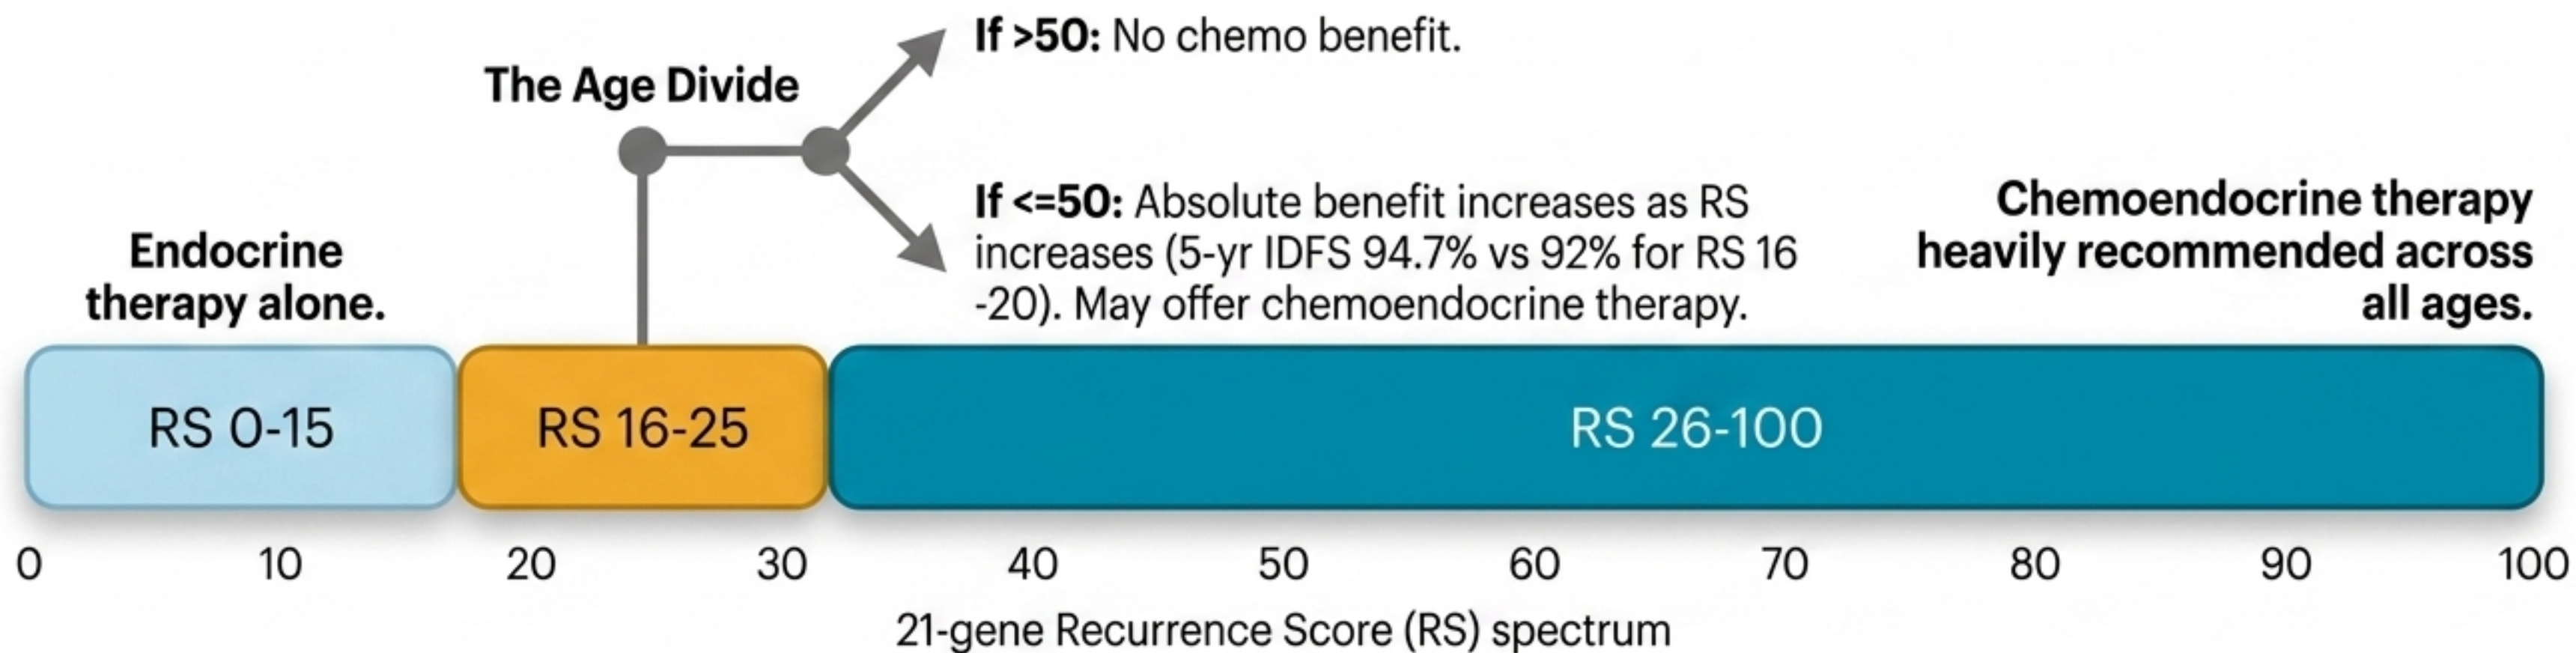 If >50: No chemo benefit.
The Age Divide
If <=50: Absolute benefit increases as RS
increases (5-yr IDFS 94.7% vs 92% for RS 16
-20). May offer chemoendocrine therapy.
Endocrine
therapy alone.
Chemoendocrine therapy
heavily recommended across
all ages.
RS 0-15
RS 16-25
RS 26-100
0 10 20 30 40 50 60 70 80 90 100
21-gene Recurrence Score (RS) spectrum